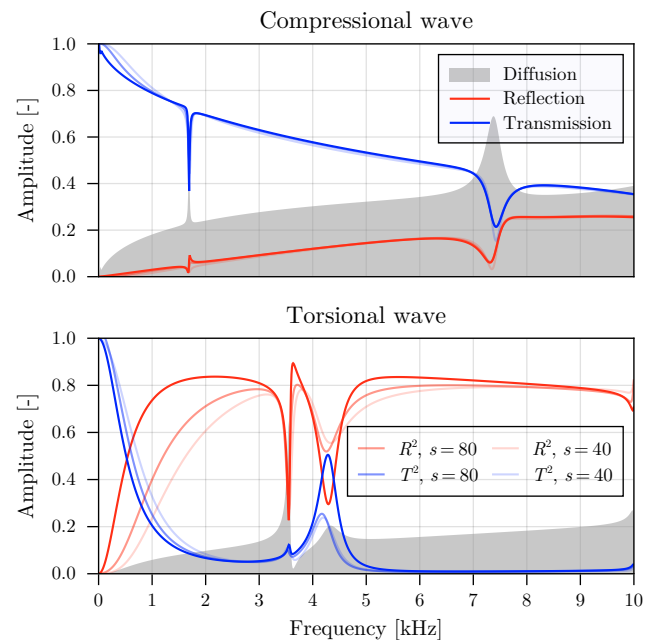 Compressional wave
1.0
0.8
0.6
0.4
0.2
0.0
Amplitude [-]
Diffusion
Reflection
Transmission
Torsional wave
1.0
0.8
0.6
0.4
0.2
0.0
Amplitude [-]
R², s = 80 R², s = 40
T², s = 80 T², s = 40
0 1 2 3 4 5 6 7 8 9 10
Frequency [kHz]